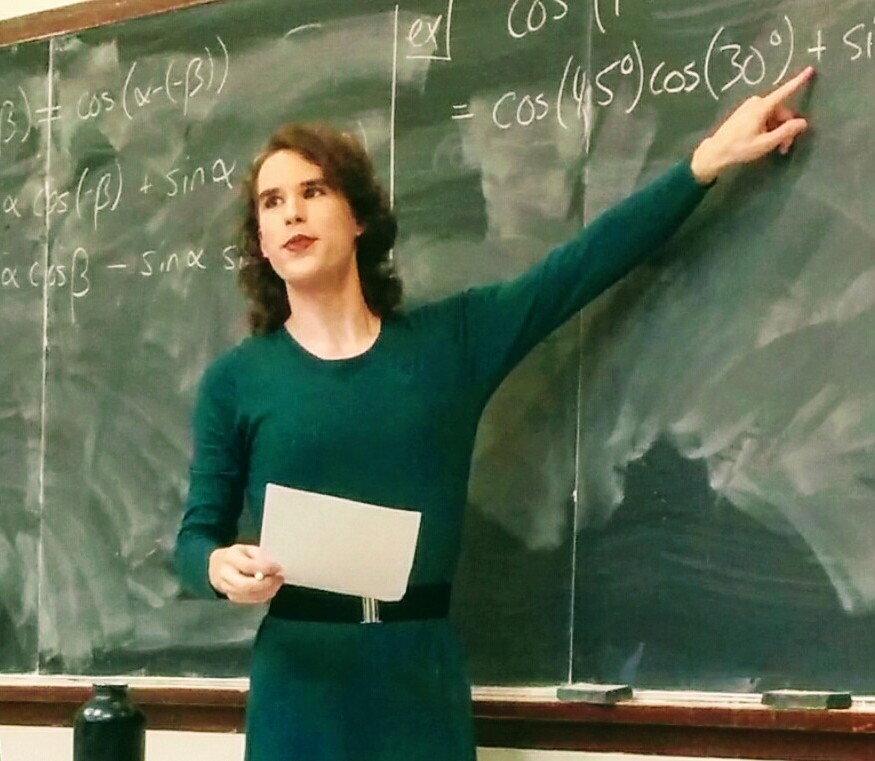 β) = cos(α-(-β))
α cos(-β) + sin α
α cos β - sin α
ex
cos (
= cos(45°)cos(30°) + si